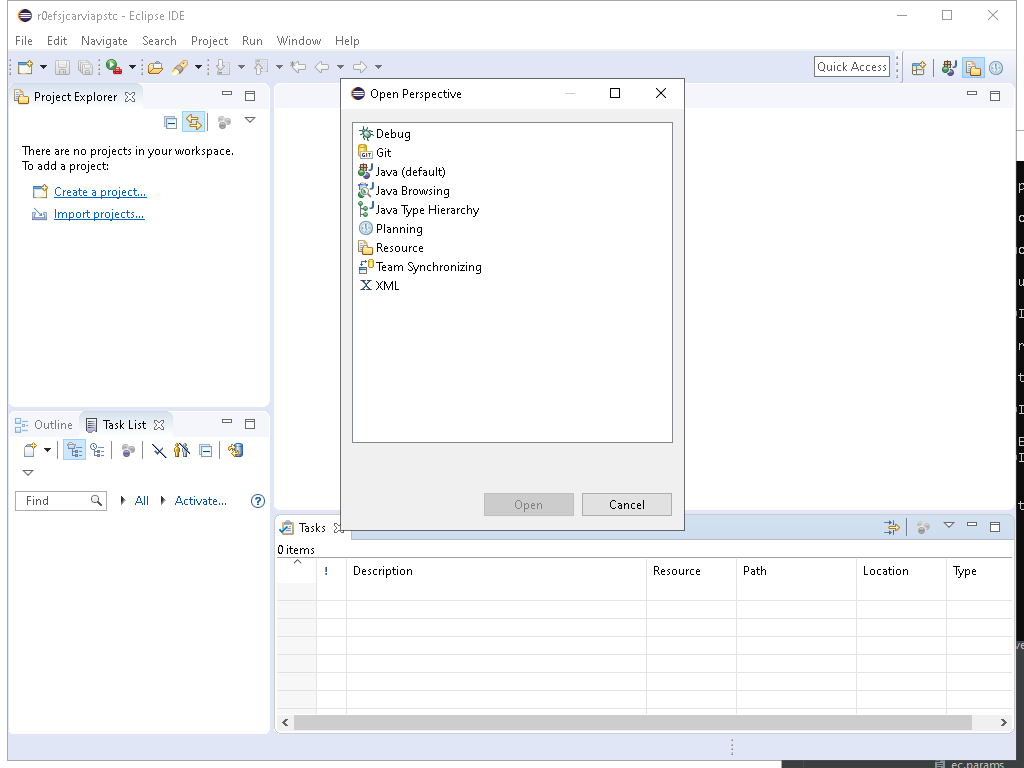 r0efsjcarviapstc - Eclipse IDE
File Edit Navigate Search Project Run Window Help
Quick Access
Project Explorer
There are no projects in your workspace.
To add a project:
Create a project...
Import projects...
Open Perspective
Debug
GIT Git
Java (default)
Java Browsing
Java Type Hierarchy
Planning
Resource
Team Synchronizing
X XML
Open Cancel
Outline Task List
Find All Activate... ?
Tasks
0 items
! Description Resource Path Location Type
ec.params